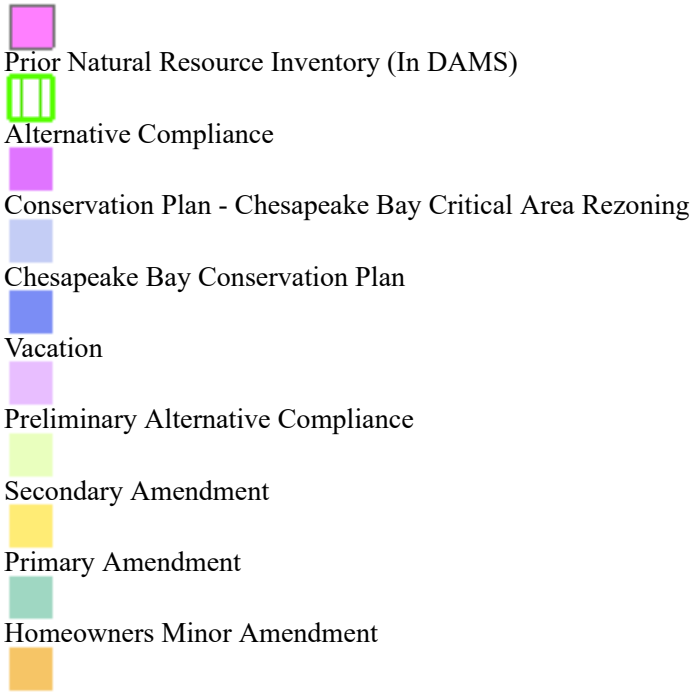 Prior Natural Resource Inventory (In DAMS)
Alternative Compliance
Conservation Plan - Chesapeake Bay Critical Area Rezoning
Chesapeake Bay Conservation Plan
Vacation
Preliminary Alternative Compliance
Secondary Amendment
Primary Amendment
Homeowners Minor Amendment